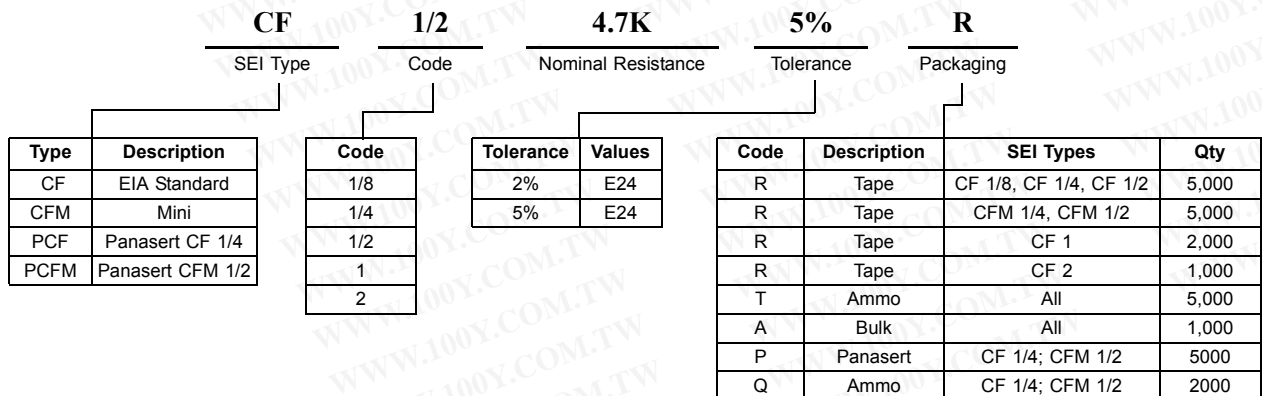 CF 1/2 4.7K 5% R
SEI Type Code Nominal Resistance Tolerance Packaging
Type Description
CF EIA Standard
CFM Mini
PCF Panasert CF 1/4
PCFM Panasert CFM 1/2
Code
1/8
1/4
1/2
1
2
Tolerance Values
2% E24
5% E24
Code Description SEI Types Qty
R Tape CF 1/8, CF 1/4, CF 1/2 5,000
R Tape CFM 1/4, CFM 1/2 5,000
R Tape CF 1 2,000
R Tape CF 2 1,000
T Ammo All 5,000
A Bulk All 1,000
P Panasert CF 1/4; CFM 1/2 5000
Q Ammo CF 1/4; CFM 1/2 2000
WWW.100Y.COM.TW